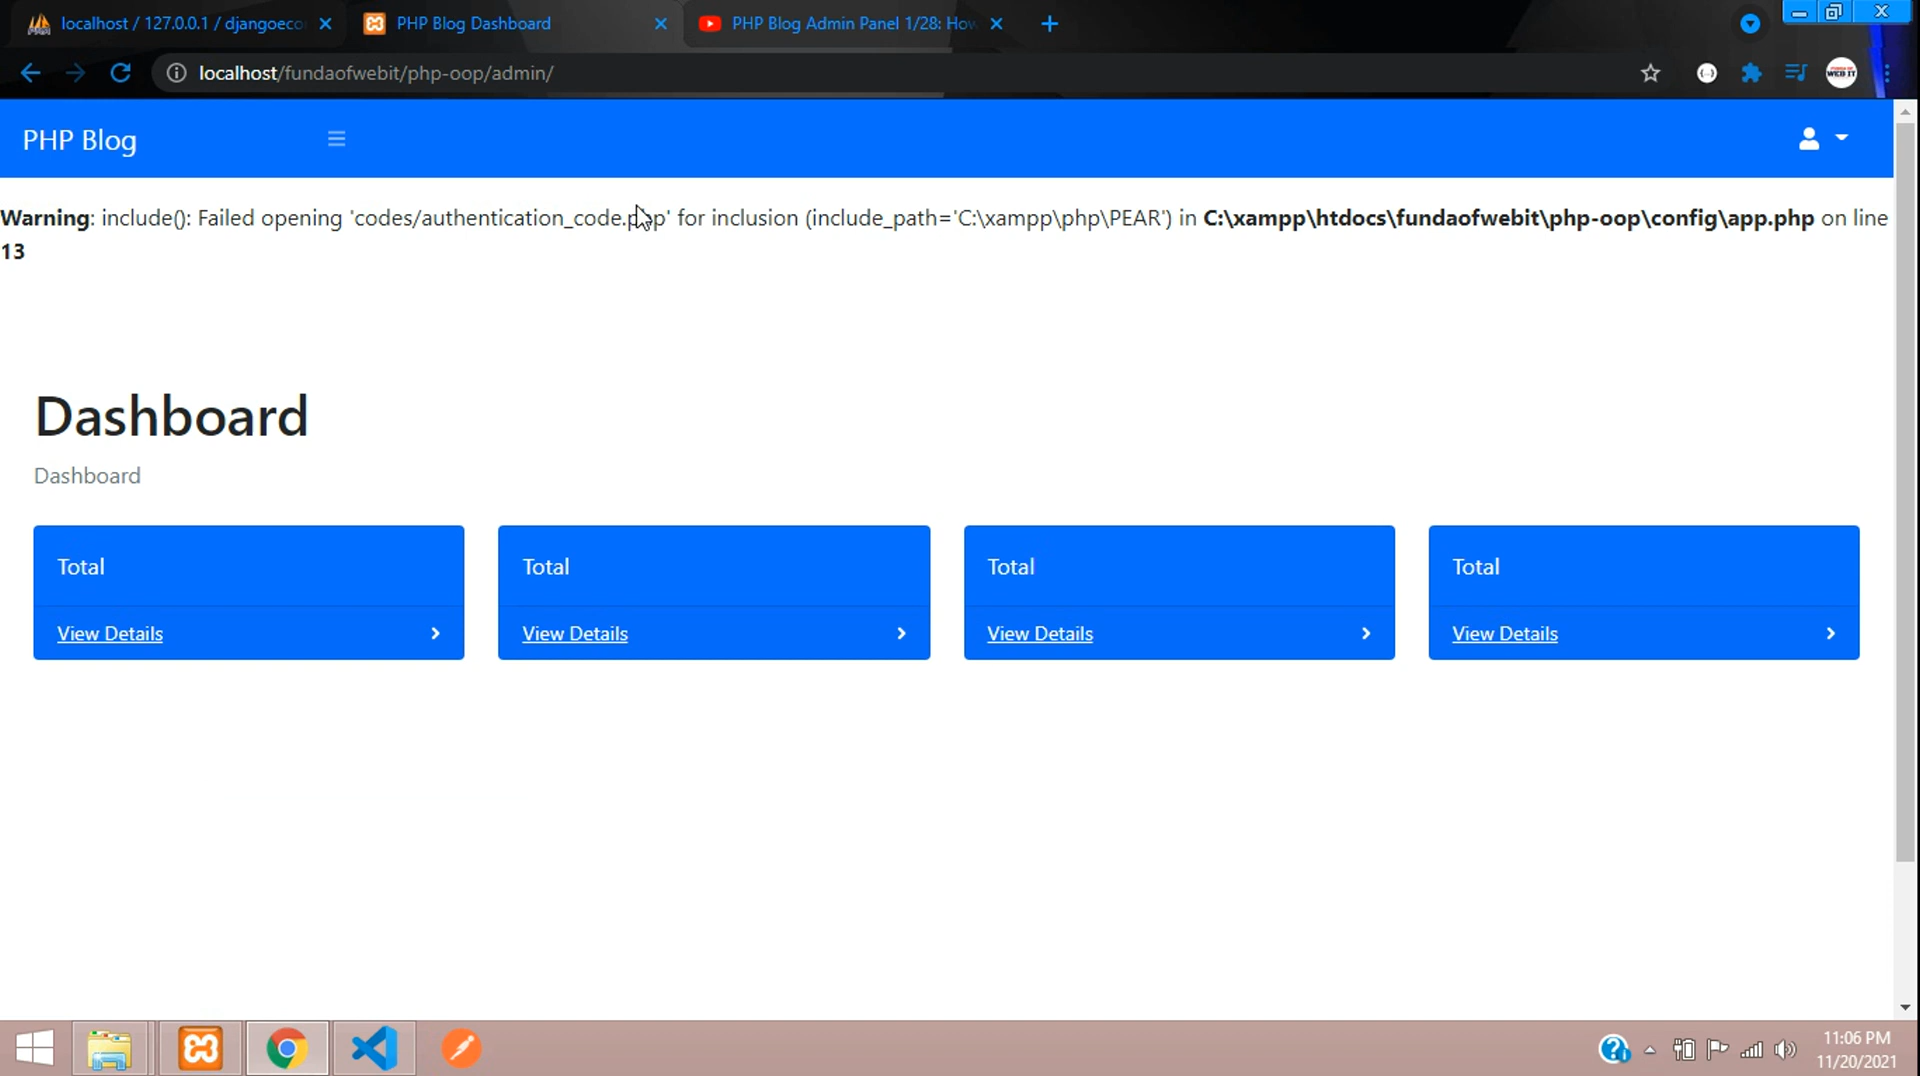 localhost / 127.0.0.1 / djangoeco
PHP Blog Dashboard
PHP Blog Admin Panel 1/28: How
localhost/fundaofwebit/php-oop/admin/
WEB IT
PHP Blog
Warning: include(): Failed opening 'codes/authentication_code.php' for inclusion (include_path='C:\xampp\php\PEAR') in C:\xampp\htdocs\fundaofwebit\php-oop\config\app.php on line
13
Dashboard
Dashboard
Total
View Details
Total
View Details
Total
View Details
Total
View Details
11:06 PM
11/20/2021